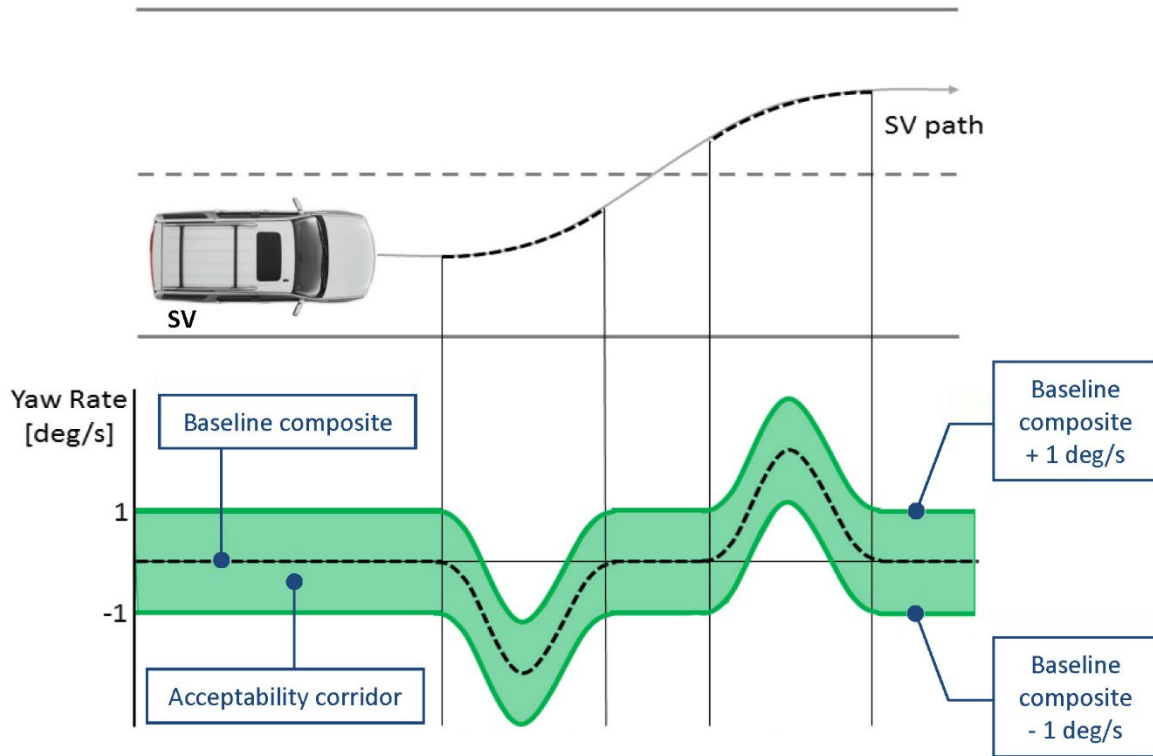 SV path
SV
Yaw Rate
[deg/s]
Baseline composite
Baseline
composite
+ 1 deg/s
1
-1
Acceptability corridor
Baseline
composite
- 1 deg/s